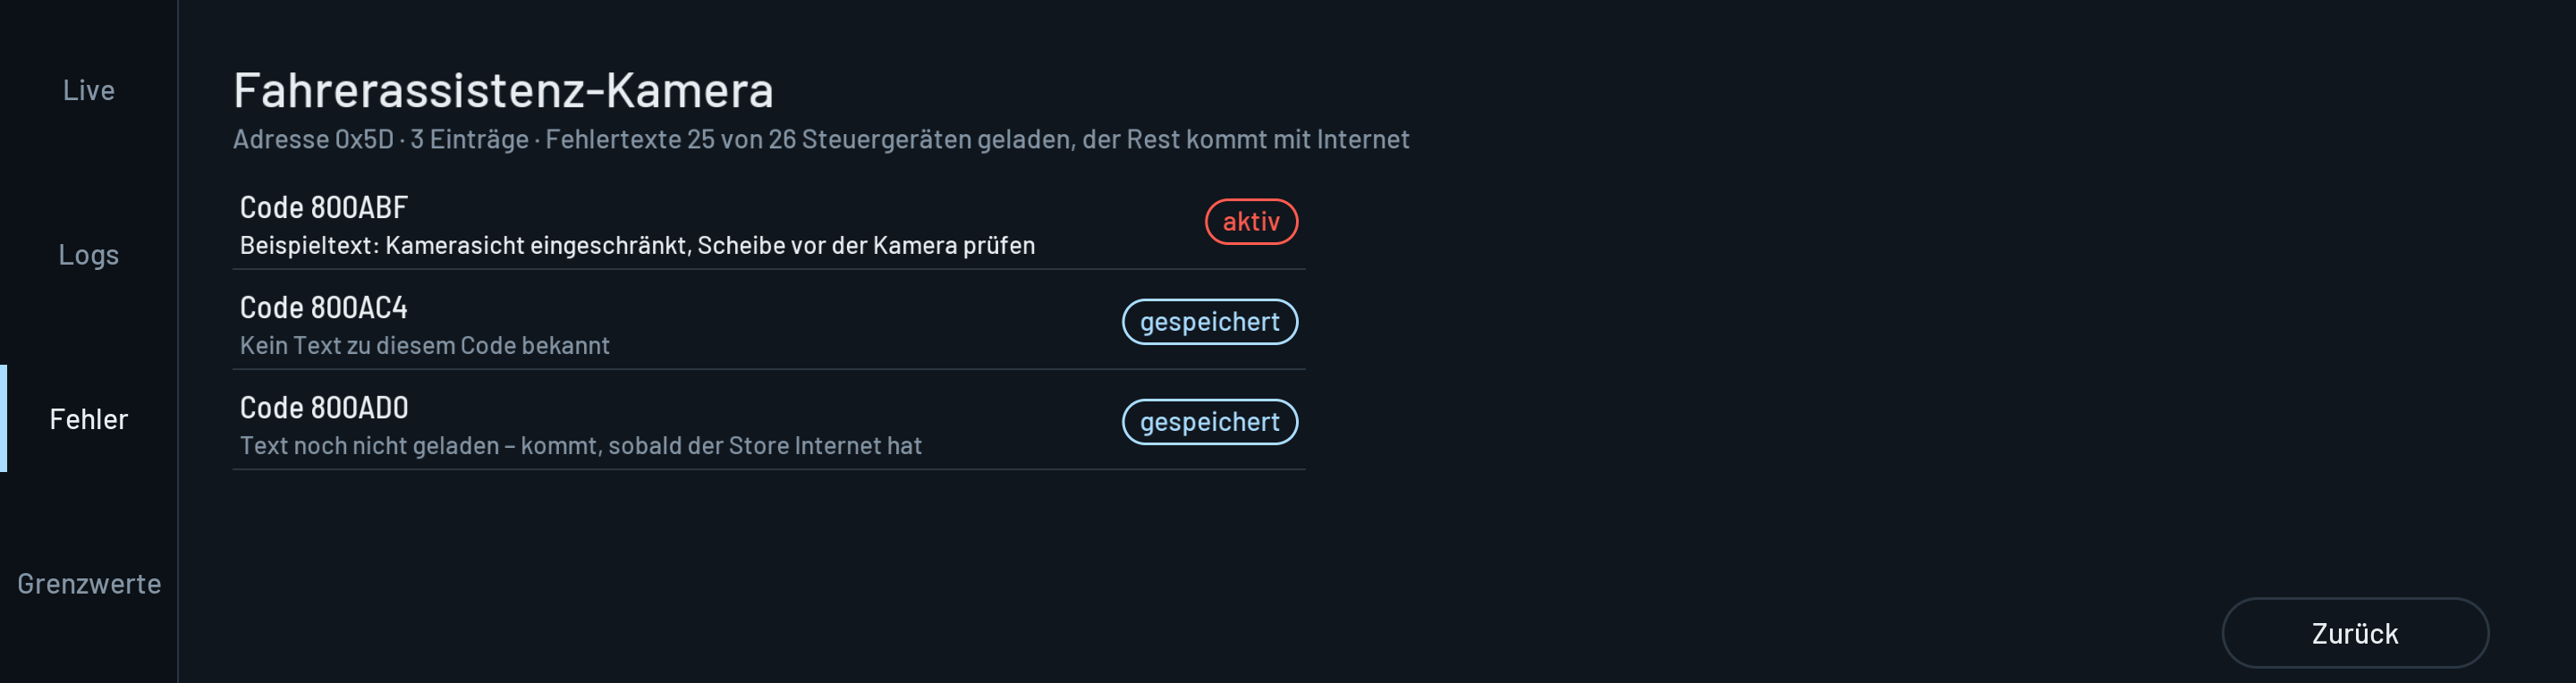 Live
Logs
Fehler
Grenzwerte
Fahrerassistenz-Kamera
Adresse 0x5D · 3 Einträge · Fehlertexte 25 von 26 Steuergeräten geladen, der Rest kommt mit Internet
Code 800ABF
Beispieltext: Kamerasicht eingeschränkt, Scheibe vor der Kamera prüfen
aktiv
Code 800AC4
Kein Text zu diesem Code bekannt
gespeichert
Code 800AD0
Text noch nicht geladen – kommt, sobald der Store Internet hat
gespeichert
Zurück